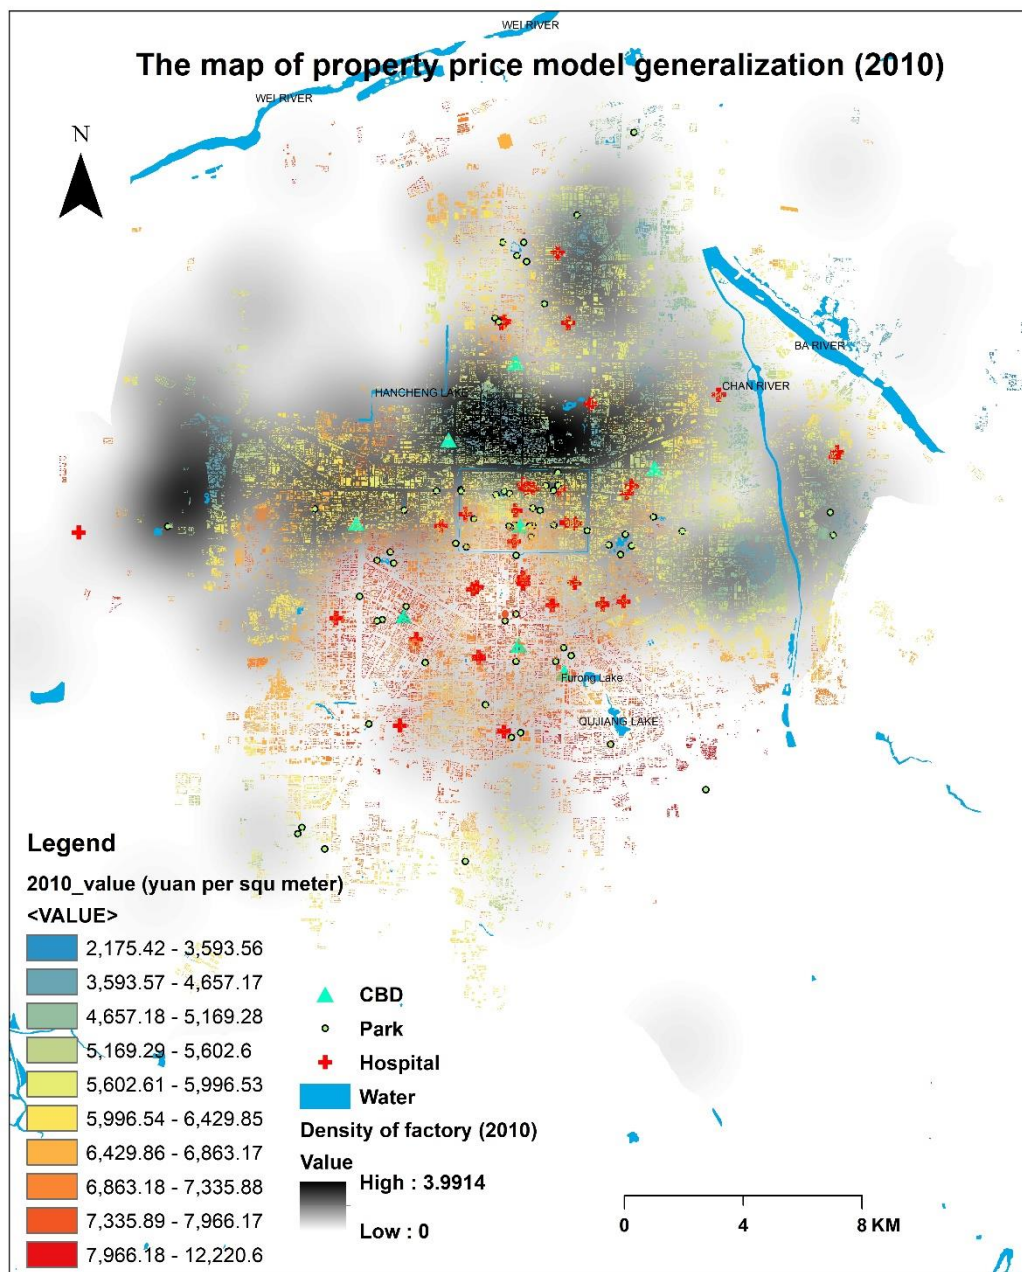 WEI RIVER
The map of property price model generalization (2010)
WEI RIVER
N
BA RIVER
CHAN RIVER
HANCHENG LAKE
Furong Lake
QUJIANG LAKE
Legend
2010_value (yuan per squ meter)
<VALUE>
2,175.42 - 3,593.56
3,593.57 - 4,657.17
4,657.18 - 5,169.28
5,169.29 - 5,602.6
5,602.61 - 5,996.53
5,996.54 - 6,429.85
6,429.86 - 6,863.17
6,863.18 - 7,335.88
7,335.89 - 7,966.17
7,966.18 - 12,220.6
CBD
Park
Hospital
Water
Density of factory (2010)
Value
High : 3.9914
Low : 0
0 4 8 KM